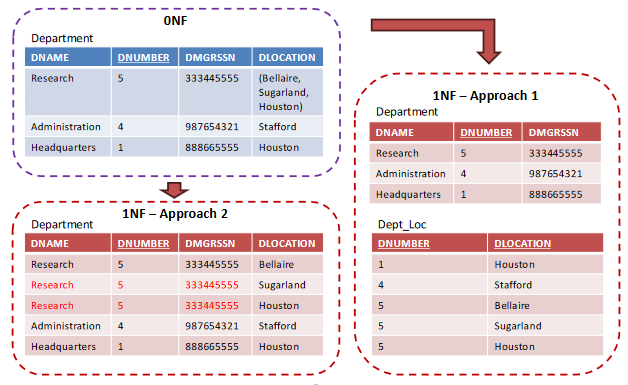 0NF
Department
DNAME DNUMBER DMGRSSN DLOCATION
Research 5 333445555 (Bellaire,
Sugarland,
Houston)
Administration 4 987654321 Stafford
Headquarters 1 888665555 Houston
1NF – Approach 1
Department
DNAME DNUMBER DMGRSSN
Research 5 333445555
Administration 4 987654321
Headquarters 1 888665555
Dept_Loc
DNUMBER DLOCATION
1 Houston
4 Stafford
5 Bellaire
5 Sugarland
5 Houston
1NF – Approach 2
Department
DNAME DNUMBER DMGRSSN DLOCATION
Research 5 333445555 Bellaire
Research 5 333445555 Sugarland
Research 5 333445555 Houston
Administration 4 987654321 Stafford
Headquarters 1 888665555 Houston